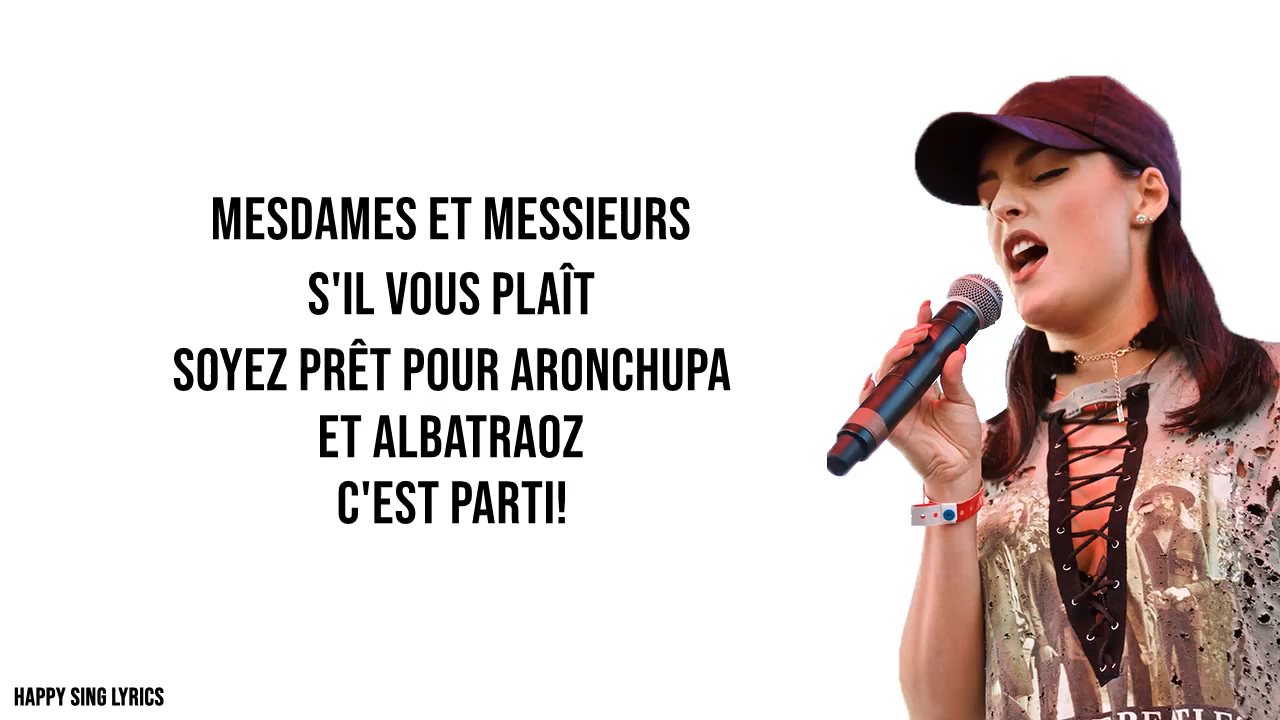 MESDAMES ET MESSIEURS
S'IL VOUS PLAÎT
SOYEZ PRÊT POUR ARONCHUPA
ET ALBATRAOZ
C'EST PARTI!
HAPPY SING LYRICS